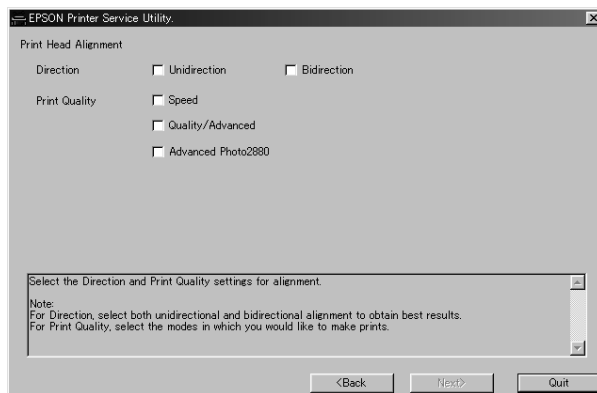 EPSON Printer Service Utility.
Print Head Alignment
Direction Unidirection Bidirection
Print Quality Speed
Quality/Advanced
Advanced Photo2880
Select the Direction and Print Quality settings for alignment.
Note:
For Direction, select both unidirectional and bidirectional alignment to obtain best results.
For Print Quality, select the modes in which you would like to make prints.
<Back Next> Quit